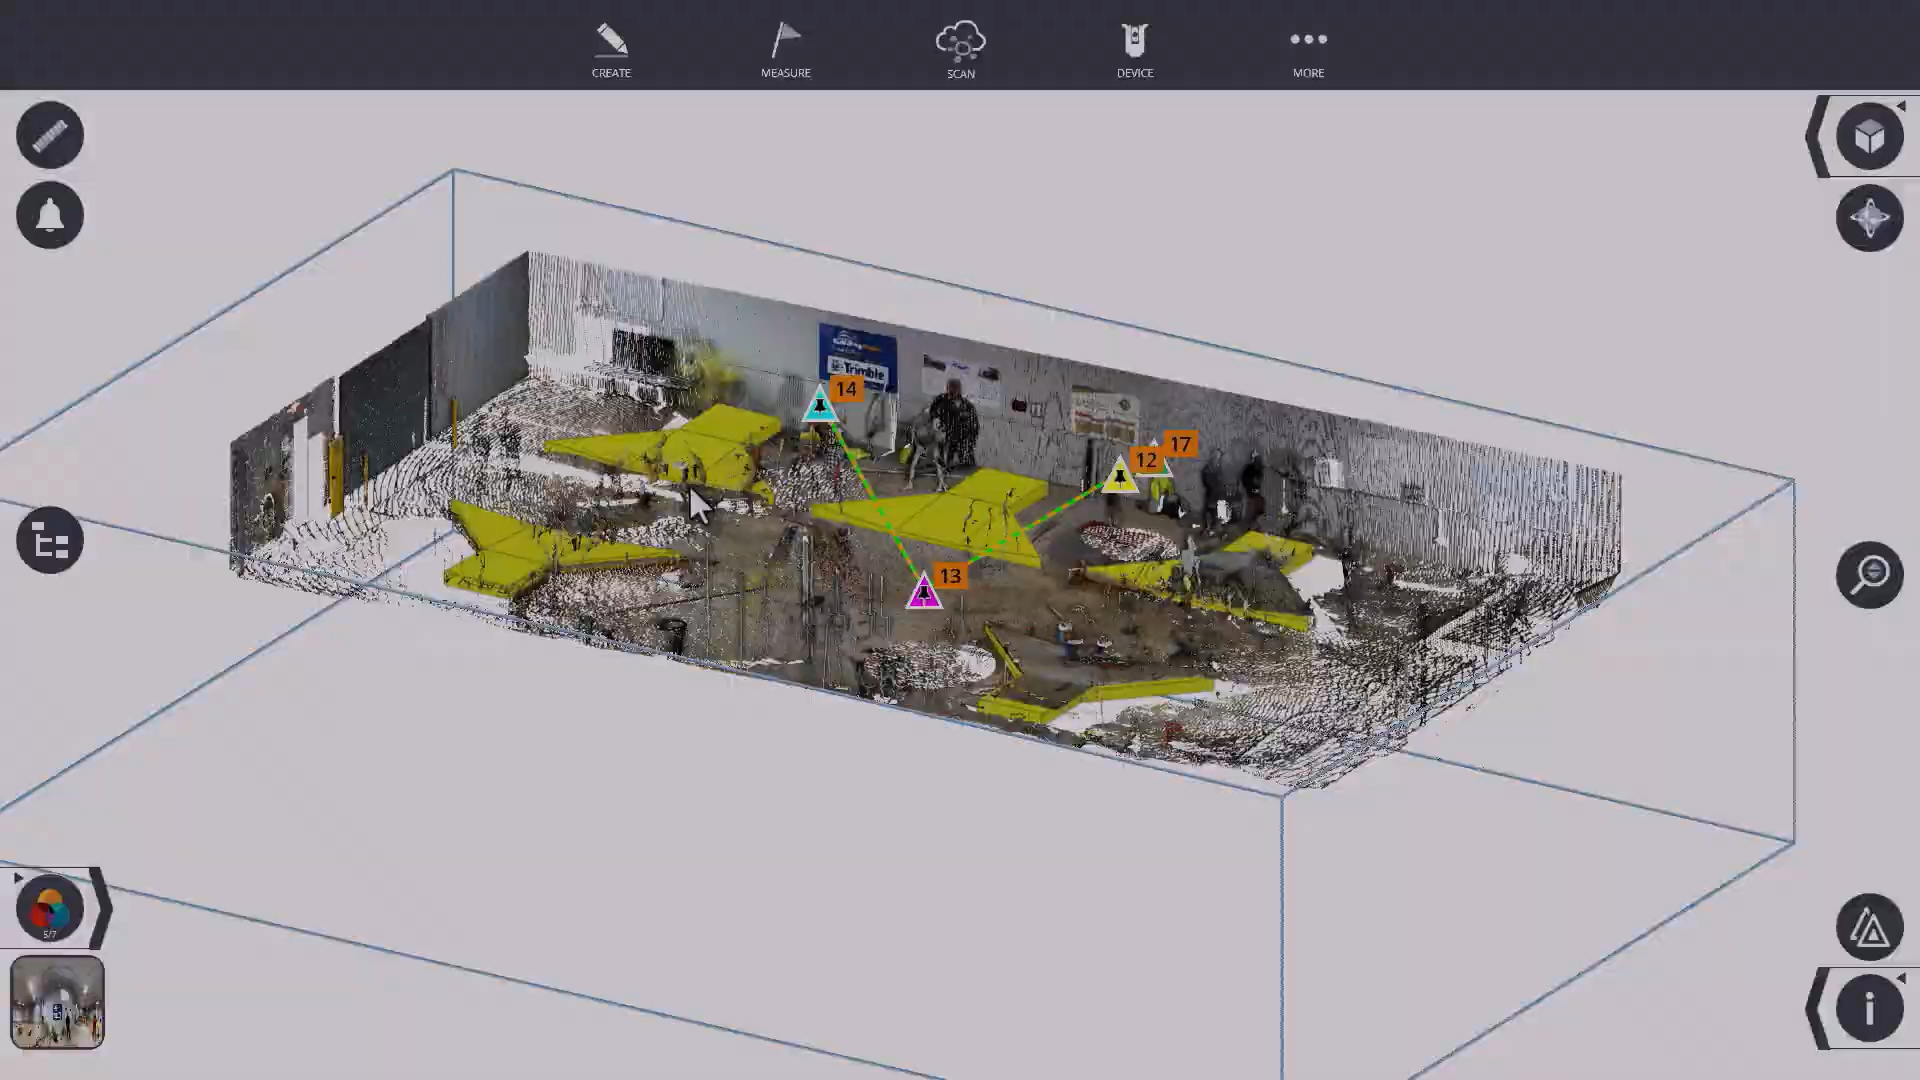 CREATE
MEASURE
SCAN
DEVICE
MORE
Trimble
14
17
12
13
5/7